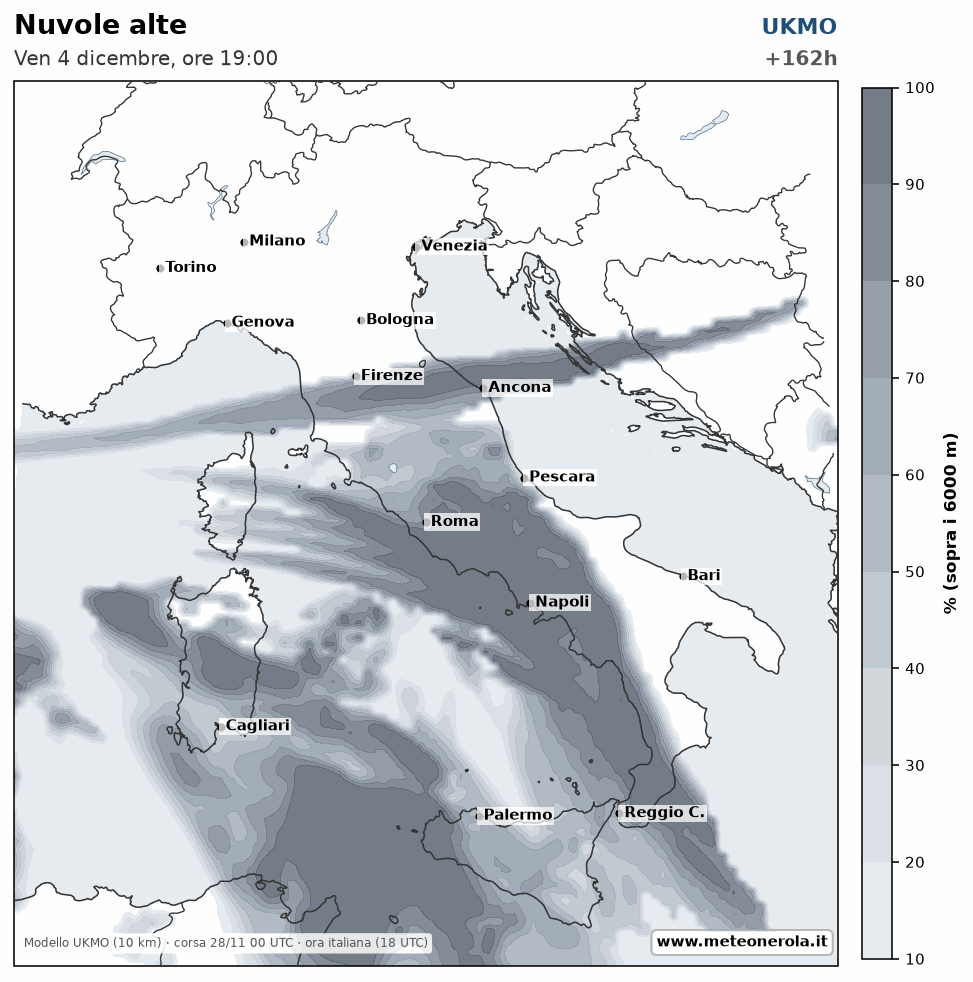 Nuvole alte
UKMO
Ven 4 dicembre, ore 19:00
+162h
Milano
Venezia
Torino
Genova
Bologna
Firenze
Ancona
Pescara
Roma
Bari
Napoli
Cagliari
Palermo
Reggio C.
Modello UKMO (10 km) · corsa 28/11 00 UTC · ora italiana (18 UTC)
www.meteonerola.it
100
90
80
70
60
50
40
30
20
10
% (sopra i 6000 m)